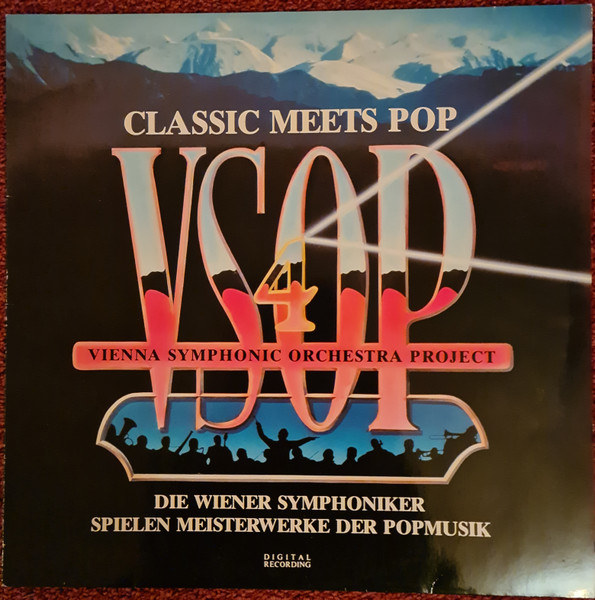 CLASSIC MEETS POP
VSOP
4
VIENNA SYMPHONIC ORCHESTRA PROJECT
DIE WIENER SYMPHONIKER
SPIELEN MEISTERWERKE DER POPMUSIK
DIGITAL
RECORDING